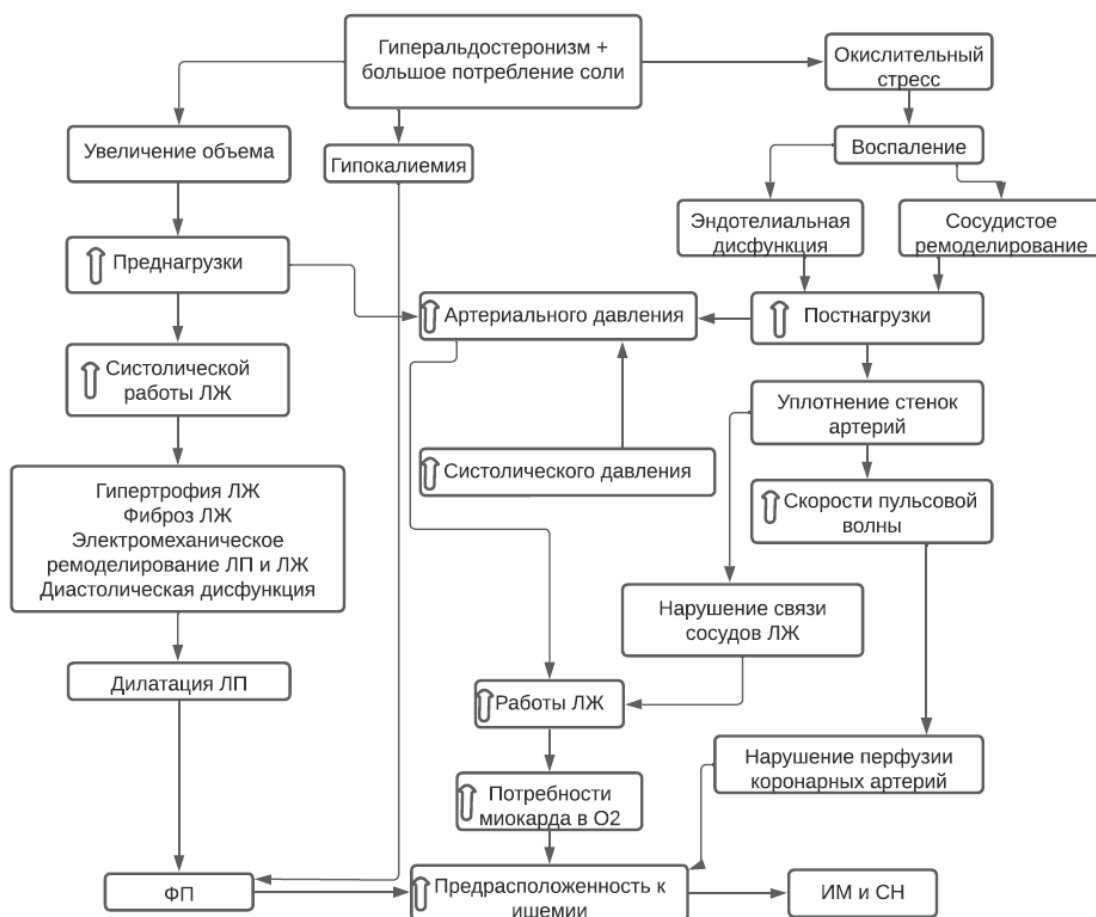 Гиперальдостеронизм +
большое потребление соли
Окислительный
стресс
Увеличение объема
Гипокалиемия
Воспаление
Эндотелиальная
дисфункция
Сосудистое
ремоделирование
Преднагрузки
Артериального давления
Постнагрузки
Систолической
работы ЛЖ
Уплотнение стенок
артерий
Систолического давления
Гипертрофия ЛЖ
Фиброз ЛЖ
Электромеханическое
ремоделирование ЛП и ЛЖ
Диастолическая дисфункция
Скорости пульсовой
волны
Нарушение связи
сосудов ЛЖ
Дилатация ЛП
Работы ЛЖ
Нарушение перфузии
коронарных артерий
Потребности
миокарда в О2
ФП
Предрасположенность к
ишемии
ИМ и СН